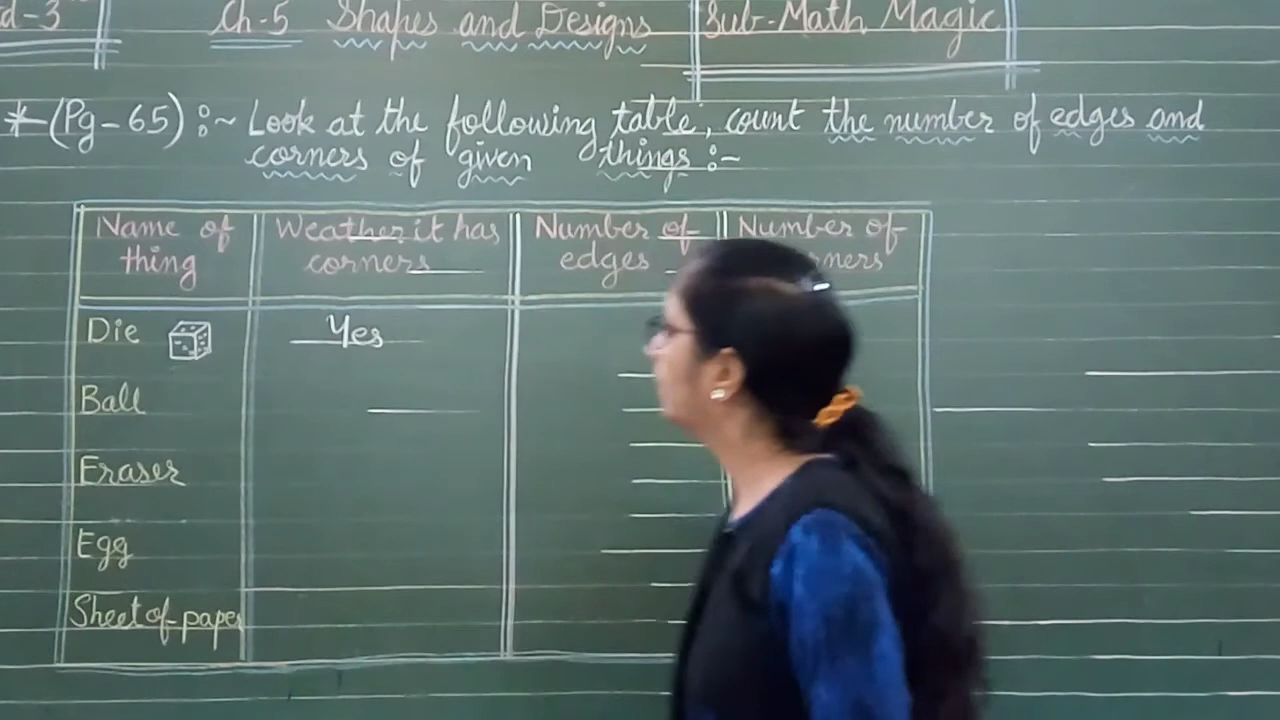 d-3 Ch-5 Shapes and Designs Sub-Math Magic
*(Pg-65):~ Look at the following table, count the number of edges and
corners of given things:~
Name of thing Weather it has corners Number of edges Number of
Die Yes
Ball
Eraser
Egg
Sheet of paper